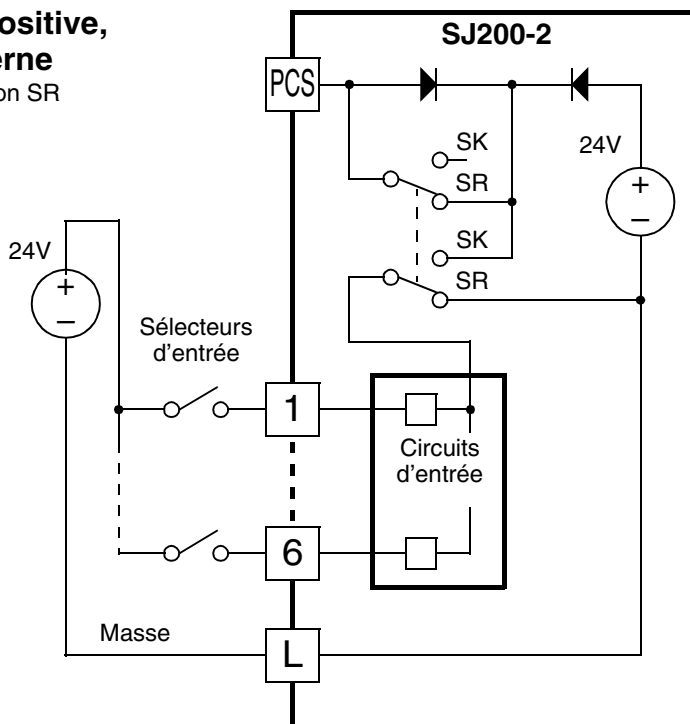 ositive,
erne
on SR
SJ200-2
PCS
SK
SR
24V
+
–
SK
SR
24V
+
–
Sélecteurs
d'entrée
1
Circuits
d'entrée
6
Masse
L